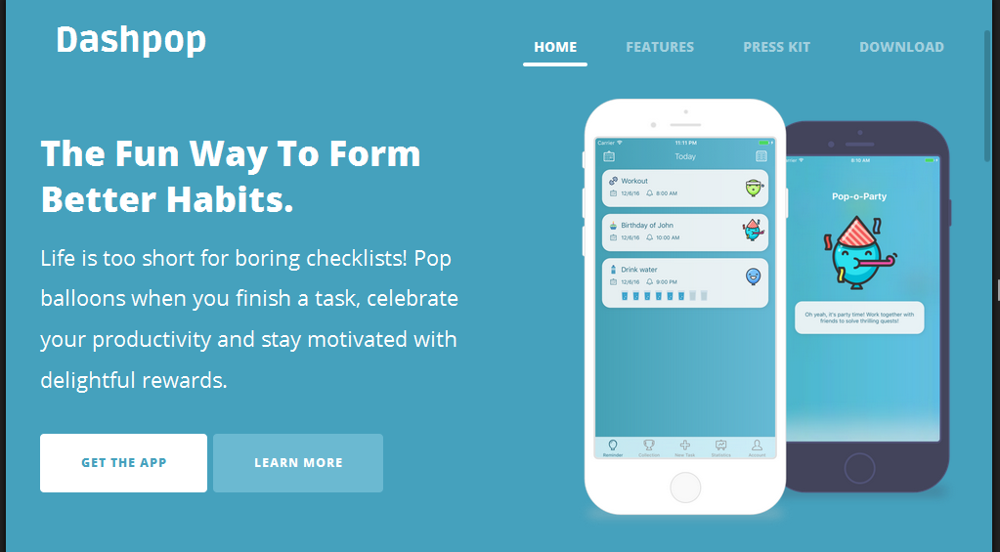 Dashpop
HOME
FEATURES
PRESS KIT
DOWNLOAD
The Fun Way To Form
Better Habits.
Life is too short for boring checklists! Pop
balloons when you finish a task, celebrate
your productivity and stay motivated with
delightful rewards.
GET THE APP
LEARN MORE
Carrier
11:11 PM
Today
Workout
12/6/16
8:00 AM
Birthday of John
12/6/16
10:00 AM
Drink water
12/6/16
9:00 PM
Reminder
Collection
New Task
Statistics
Account
8:10 AM
Pop-o-Party
Oh yeah, it's party time! Work together with
friends to solve thrilling quests!